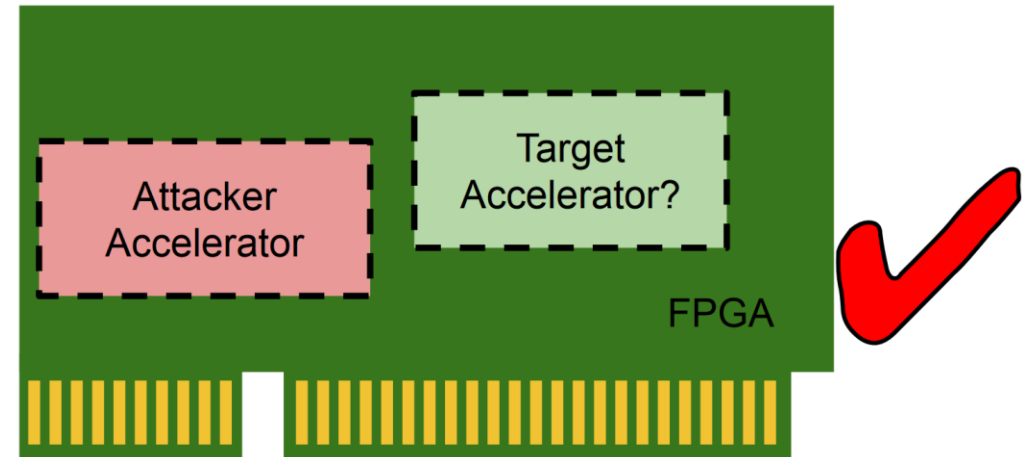 Attacker
Accelerator
Target
Accelerator?
FPGA